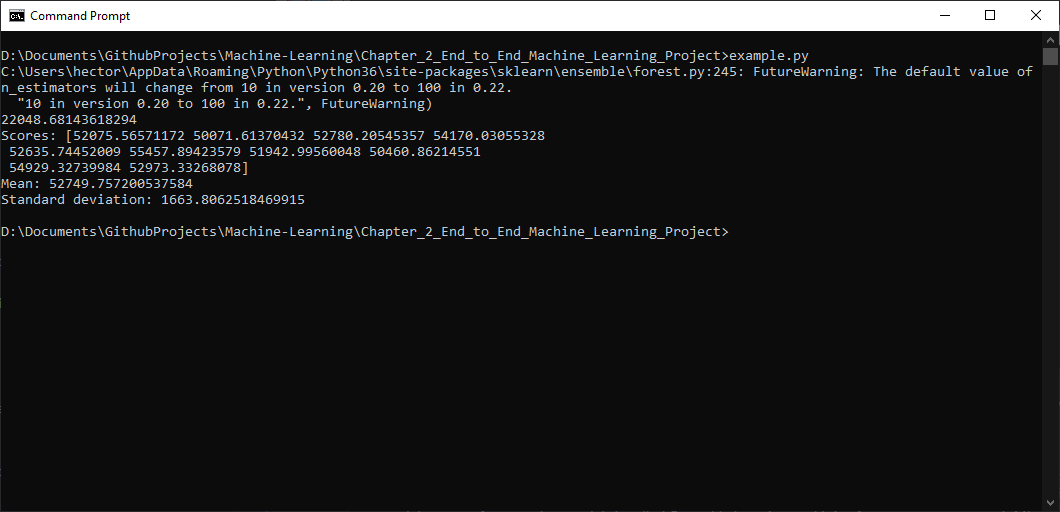 Command Prompt
D:\Documents\GithubProjects\Machine-Learning\Chapter_2_End_to_End_Machine_Learning_Project>example.py
C:\Users\hector\AppData\Roaming\Python\Python36\site-packages\sklearn\ensemble\forest.py:245: FutureWarning: The default value of
n_estimators will change from 10 in version 0.20 to 100 in 0.22.
  "10 in version 0.20 to 100 in 0.22.", FutureWarning)
22048.68143618294
Scores: [52075.56571172 50071.61370432 52780.20545357 54170.03055328
 52635.74452009 55457.89423579 51942.99560048 50460.86214551
 54929.32739984 52973.33268078]
Mean: 52749.757200537584
Standard deviation: 1663.8062518469915
D:\Documents\GithubProjects\Machine-Learning\Chapter_2_End_to_End_Machine_Learning_Project>